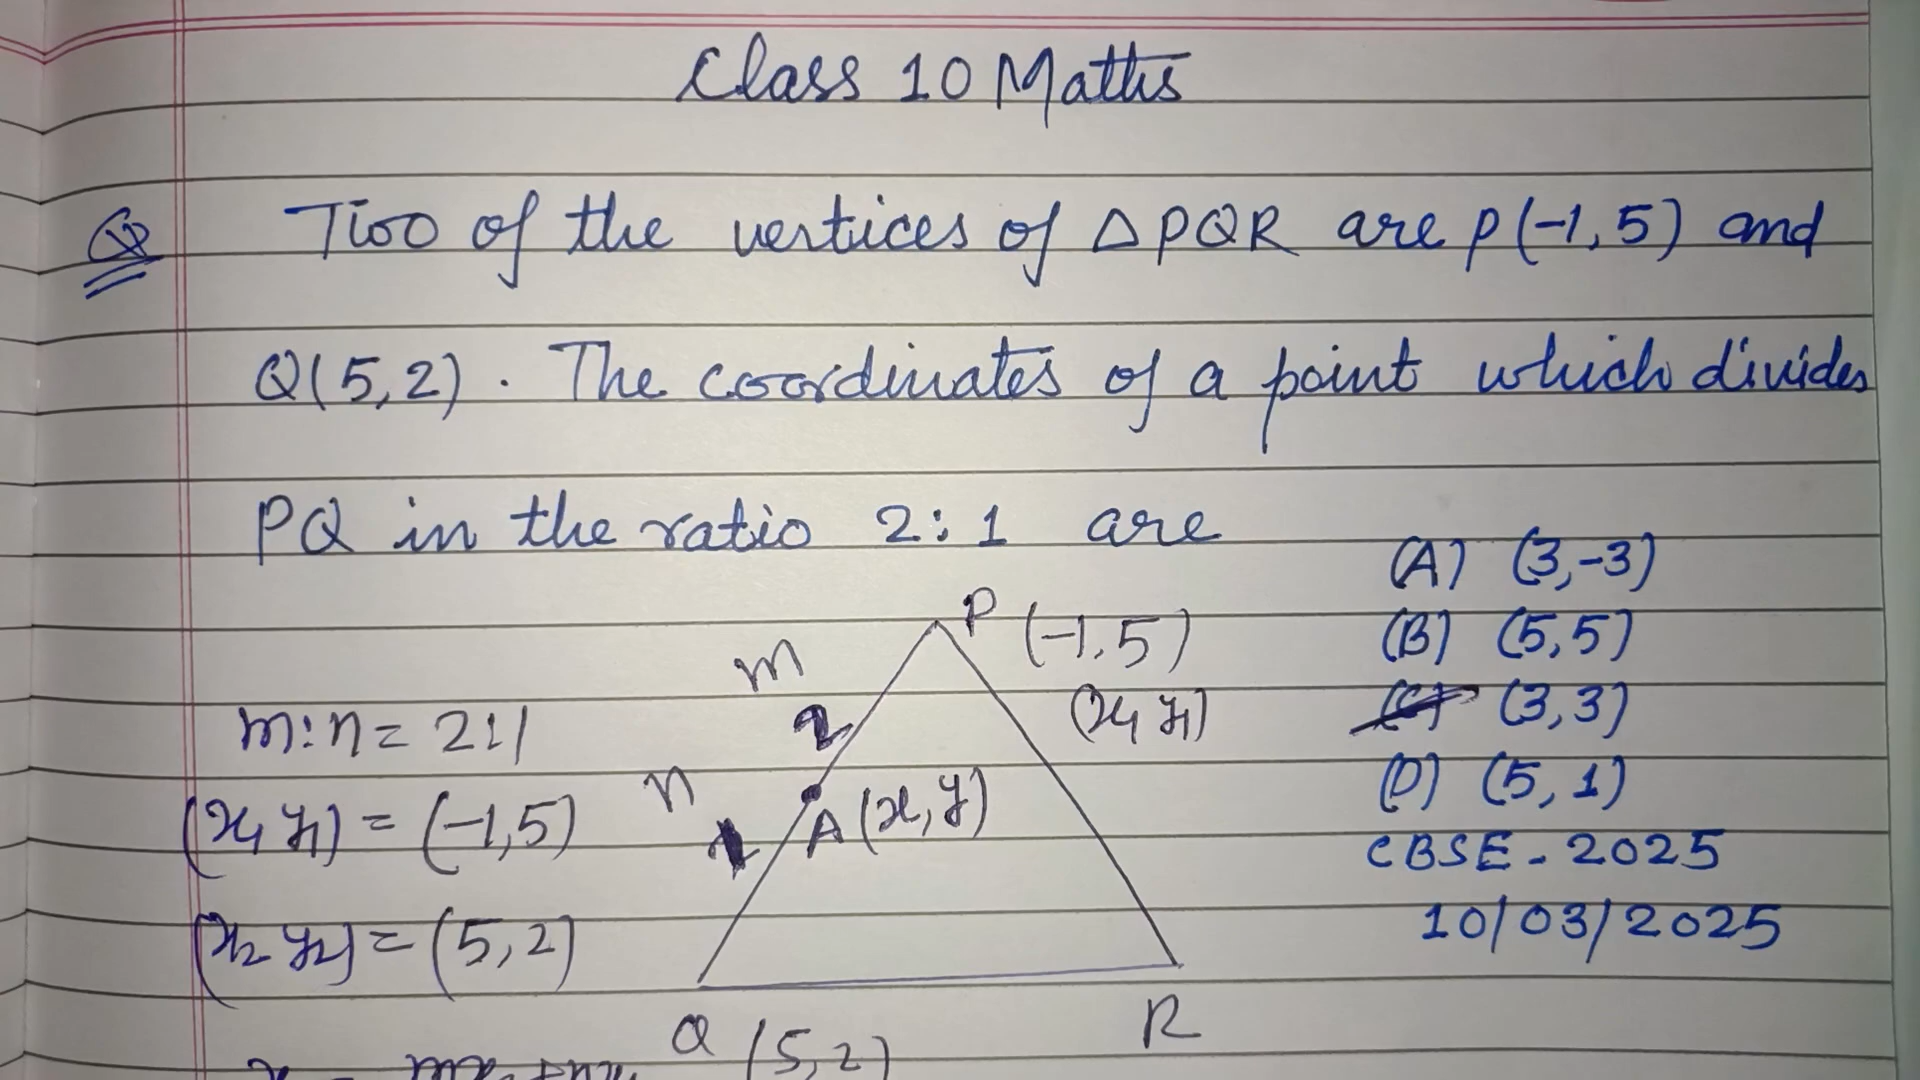 Class 10 Maths
Q Two of the vertices of △PQR are P(-1,5) and
Q(5,2). The coordinates of a point which divides
PQ in the ratio 2:1 are
(A) (3,-3)
(B) (5,5)
(C) (3,3)
(D) (5,1)
CBSE-2025
10/03/2025
m:n=2:1
(x₁ y₁) = (-1,5)
(x₂ y₂) = (5,2)
P (-1,5)
(x₁ y₁)
m
2
n
1
A (x,y)
Q (5,2)
R